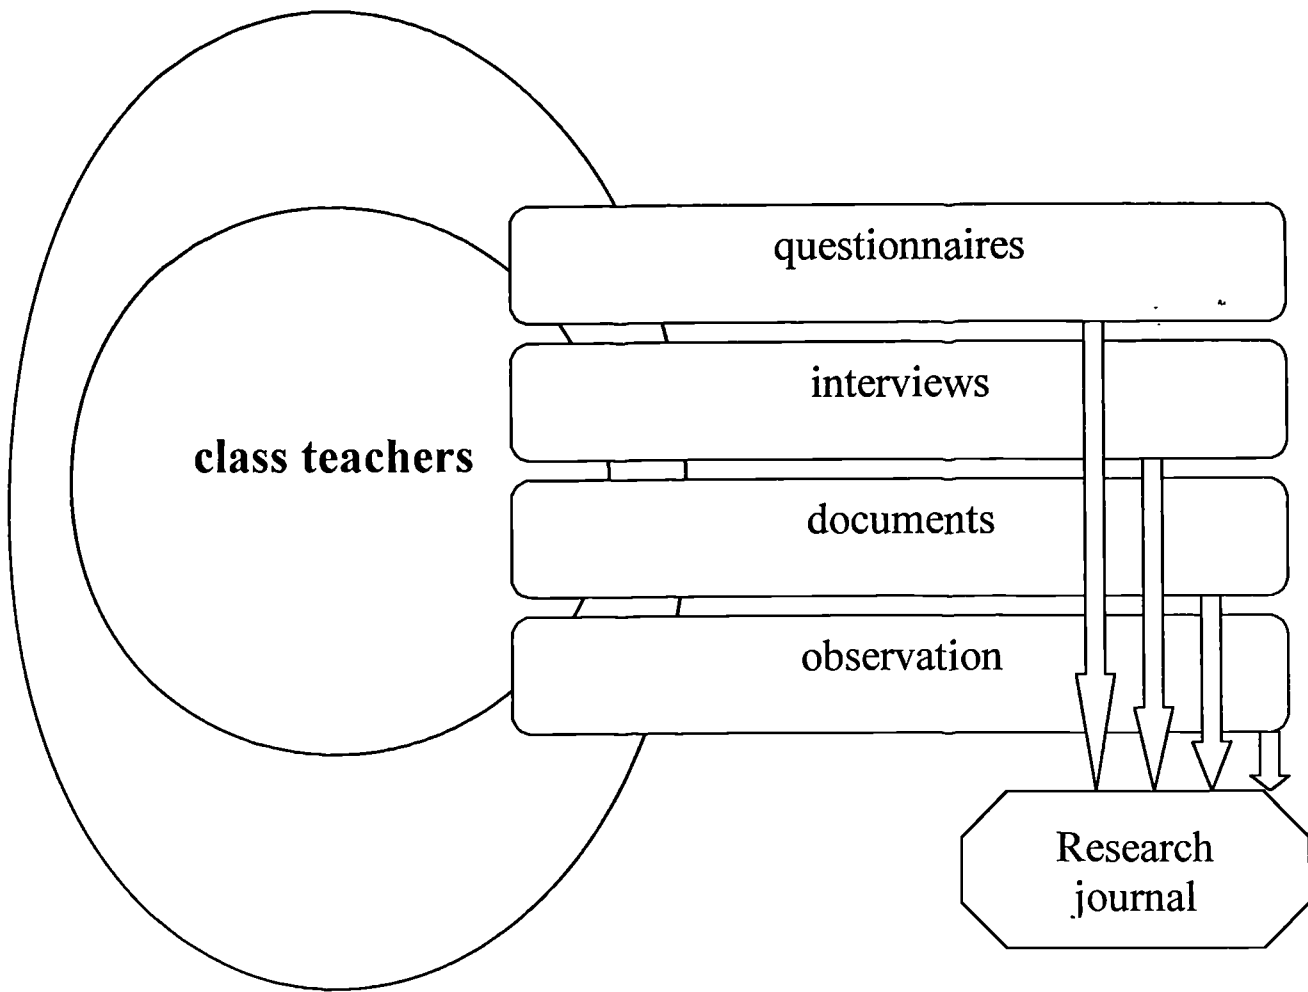 questionnaires
interviews
class teachers
documents
observation
Research
journal